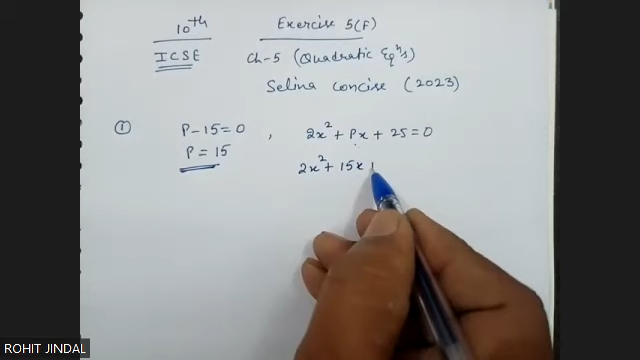 10th Exercise 5(F)
ICSE Ch-5 (Quadratic Eqns)
Selina concise (2023)
① P-15=0 , 2x² + Px + 25 = 0
P = 15 2x² + 15x
ROHIT JINDAL